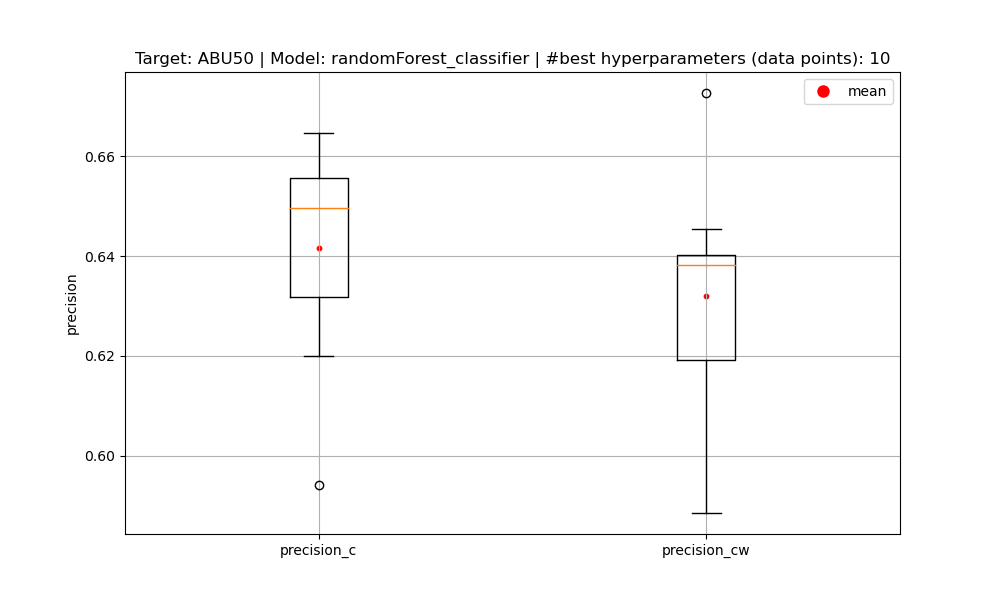 Target: ABU50 | Model: randomForest_classifier | #best hyperparameters (data points): 10
mean
0.66
0.64
0.62
0.60
precision
precision_c
precision_cw